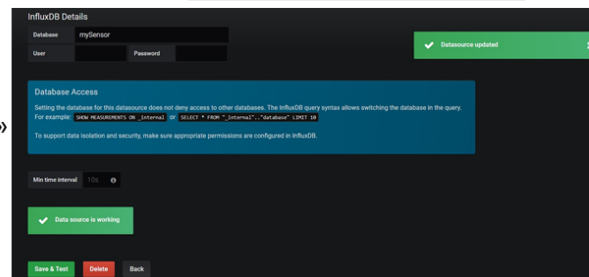 InfluxDB Details
Database mySensor
User Password
Datasource updated
»
Database Access
Setting the database for this datasource does not deny access to other databases. The InfluxDB query syntax allows switching the database in the query.
For example: SHOW MEASUREMENTS ON _internal or SELECT * FROM "_internal".."database" LIMIT 10
To support data isolation and security, make sure appropriate permissions are configured in InfluxDB.
Min time interval 10s
Data source is working
Save & Test Delete Back